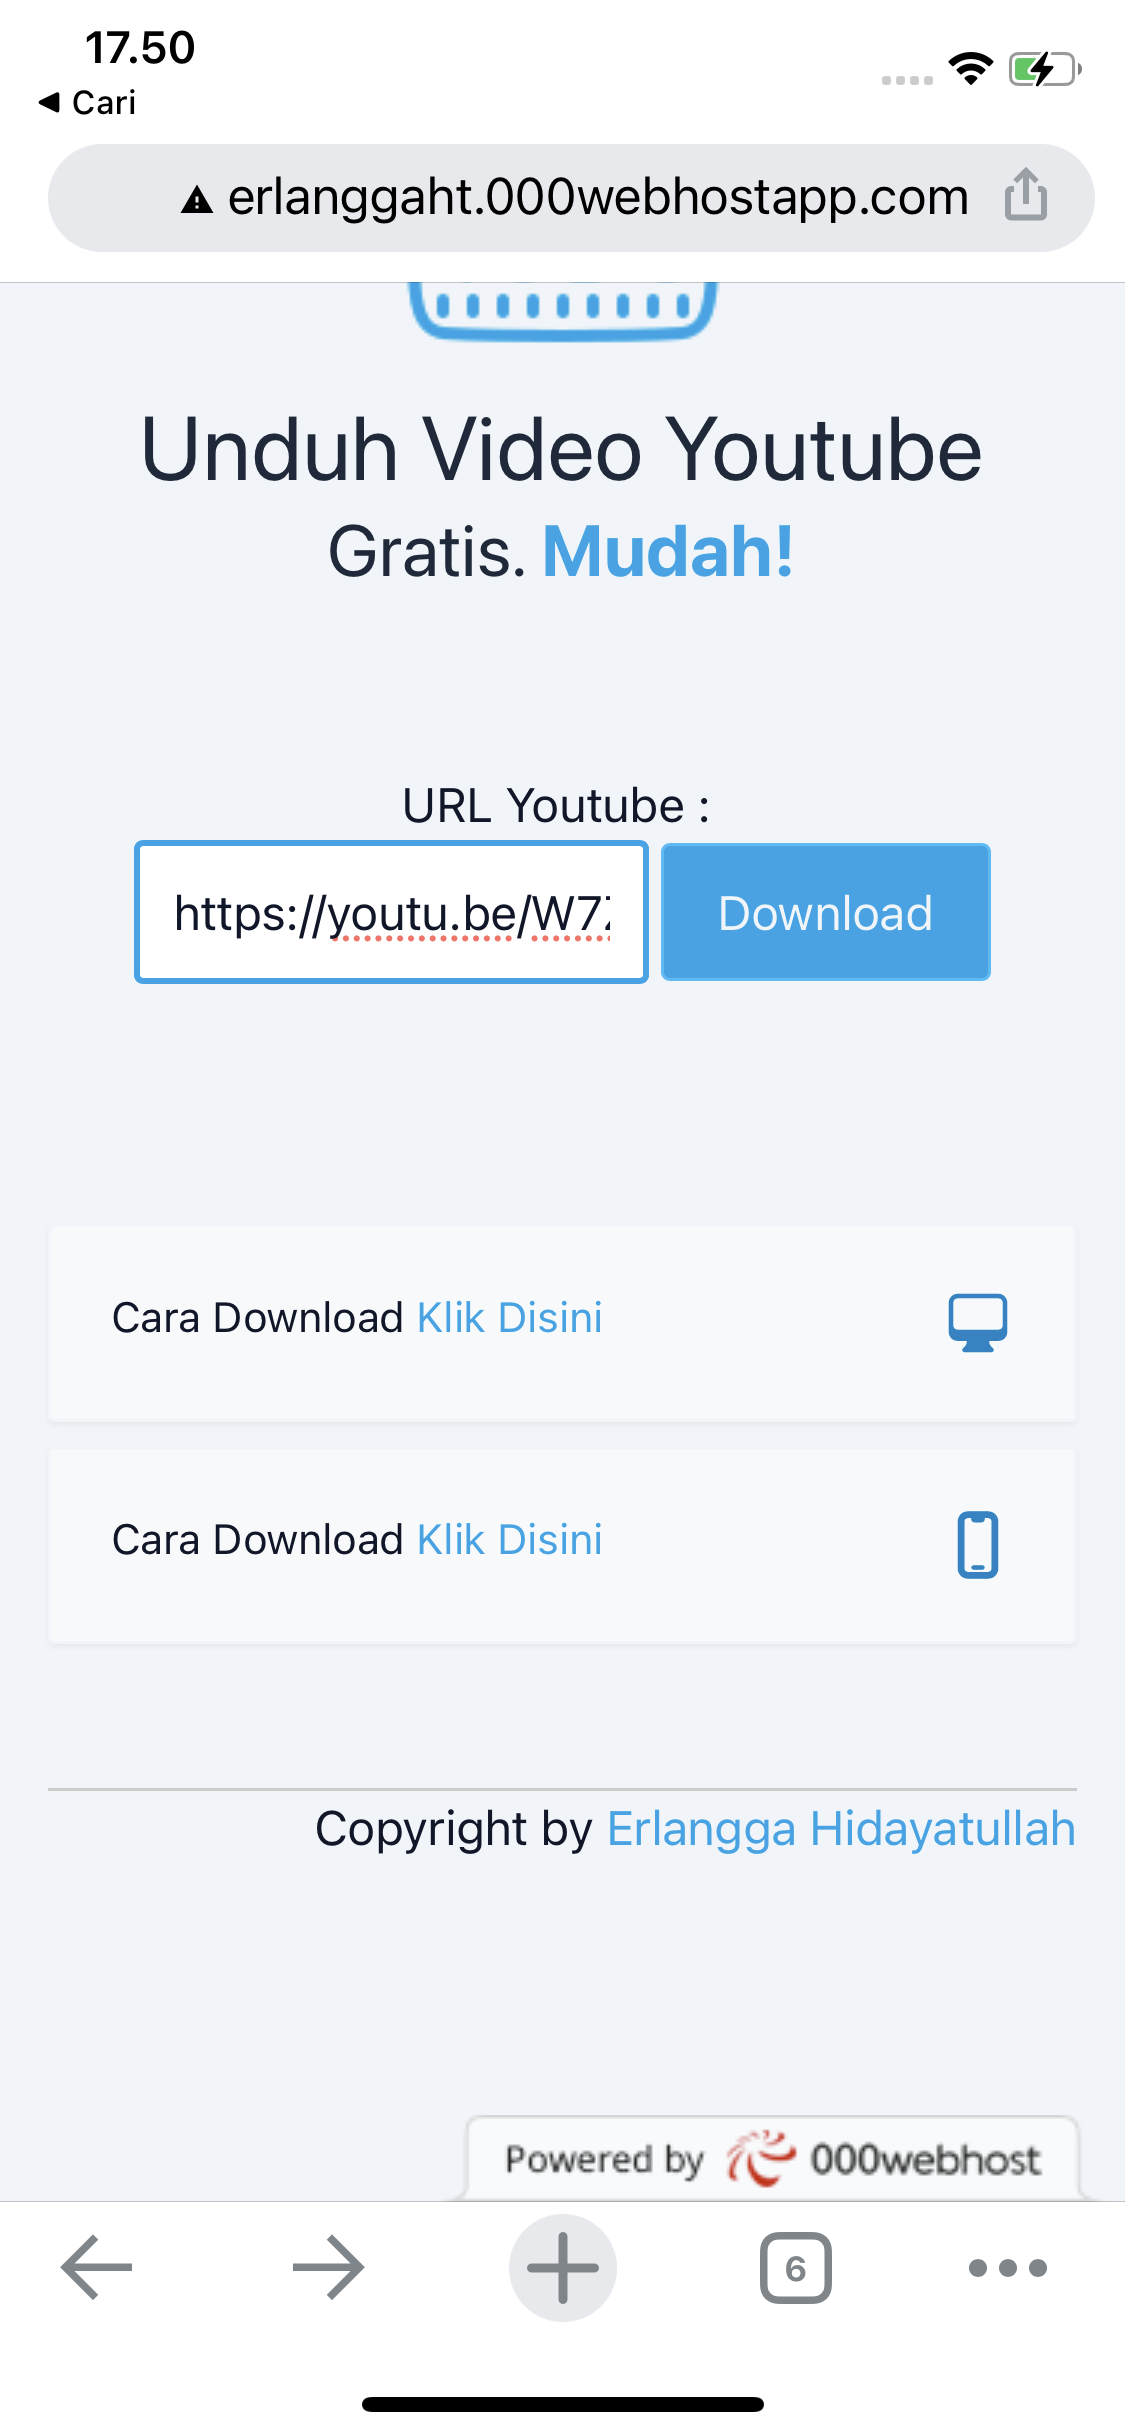 17.50
Cari
erlanggaht.000webhostapp.com
Unduh Video Youtube
Gratis. Mudah!
URL Youtube :
https://youtu.be/W7
Download
Cara Download Klik Disini
Cara Download Klik Disini
Copyright by Erlangga Hidayatullah
Powered by 000webhost
6